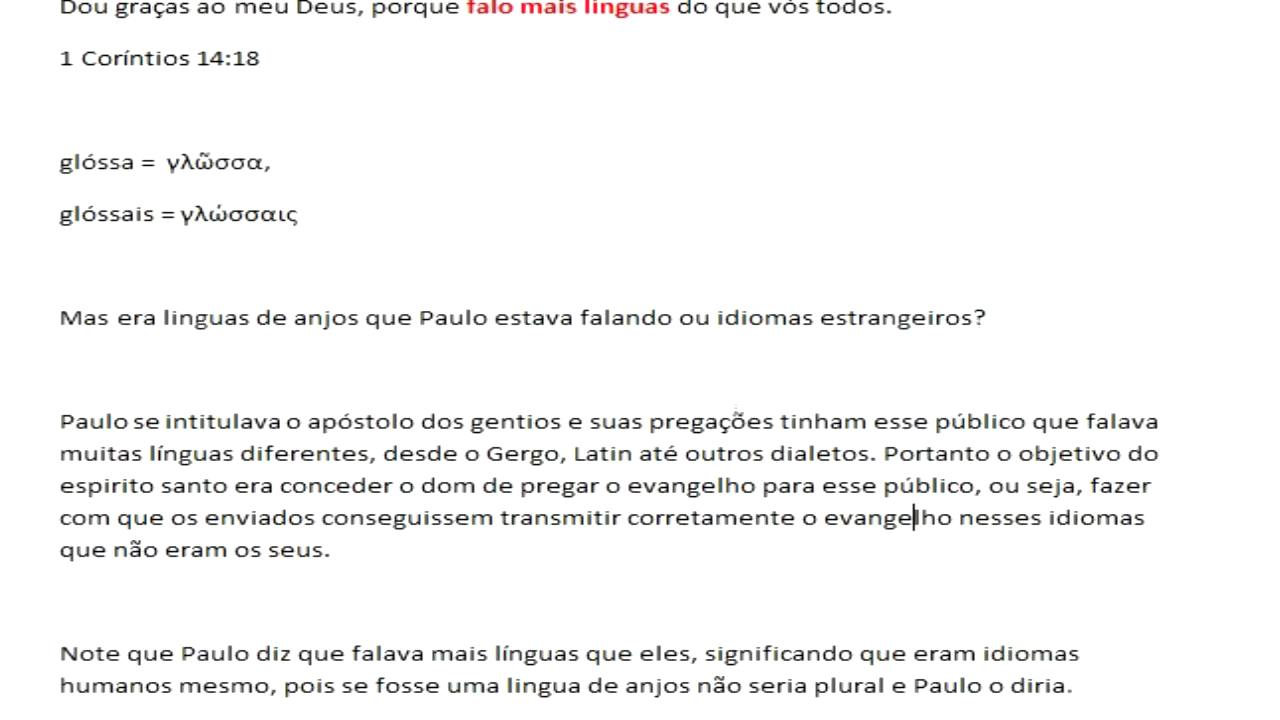 Dou graças ao meu Deus, porque falo mais línguas do que vós todos.
1 Coríntios 14:18
glóssa = γλῶσσα,
glóssais = γλώσσαις
Mas era linguas de anjos que Paulo estava falando ou idiomas estrangeiros?
Paulo se intitulava o apóstolo dos gentios e suas pregações tinham esse público que falava
muitas línguas diferentes, desde o Gergo, Latin até outros dialetos. Portanto o objetivo do
espirito santo era conceder o dom de pregar o evangelho para esse público, ou seja, fazer
com que os enviados conseguissem transmitir corretamente o evangelho nesses idiomas
que não eram os seus.
Note que Paulo diz que falava mais línguas que eles, significando que eram idiomas
humanos mesmo, pois se fosse uma lingua de anjos não seria plural e Paulo o diria.